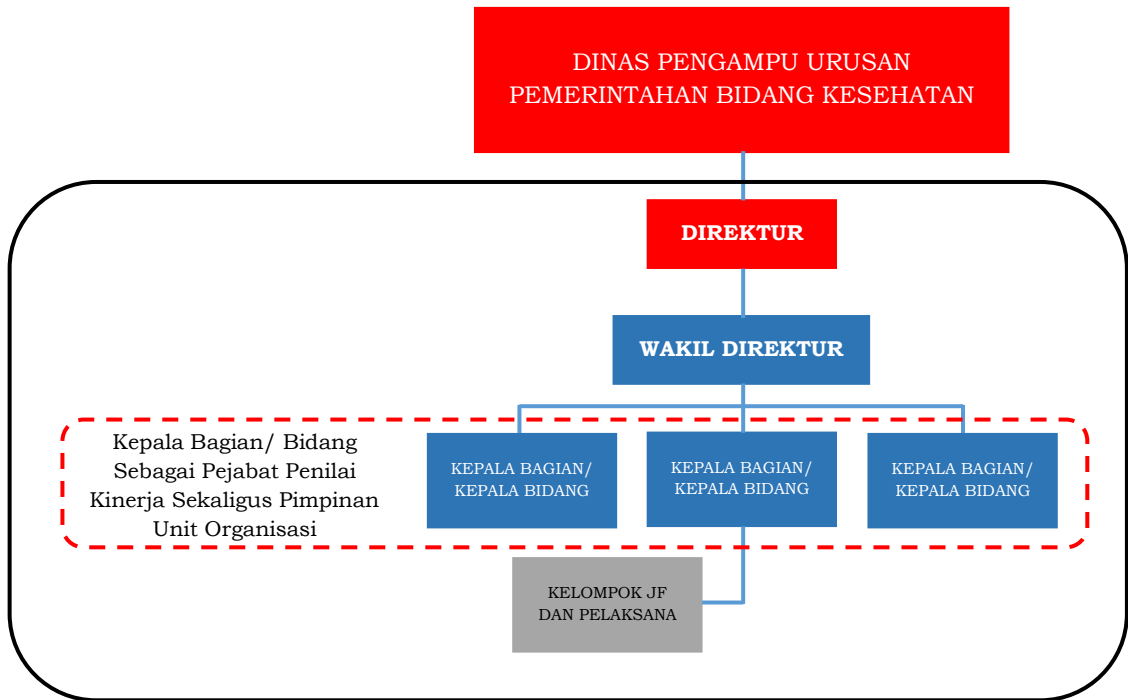 DINAS PENGAMPU URUSAN
PEMERINTAHAN BIDANG KESEHATAN
DIREKTUR
WAKIL DIREKTUR
Kepala Bagian/ Bidang
Sebagai Pejabat Penilai
Kinerja Sekaligus Pimpinan
Unit Organisasi
KEPALA BAGIAN/
KEPALA BIDANG
KEPALA BAGIAN/
KEPALA BIDANG
KEPALA BAGIAN/
KEPALA BIDANG
KELOMPOK JF
DAN PELAKSANA